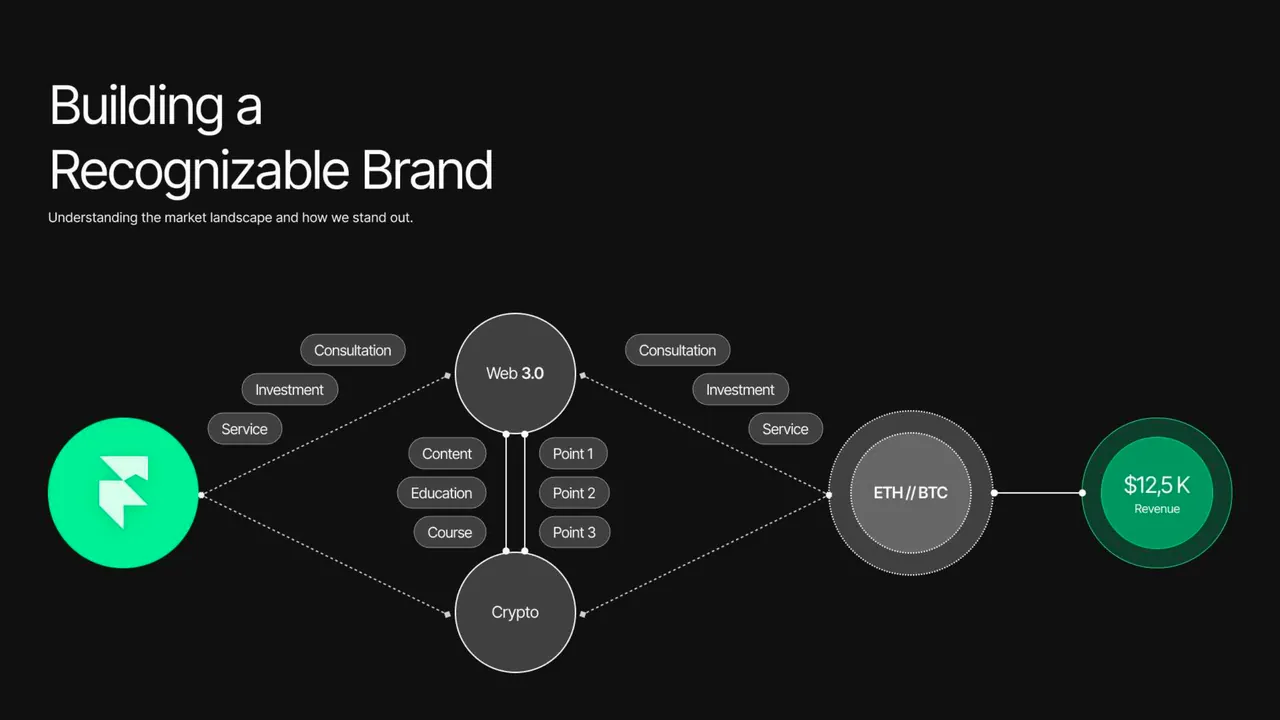 Building a
Recognizable Brand
Understanding the market landscape and how we stand out.
Consultation
Investment
Service
Web 3.0
Content
Education
Course
Point 1
Point 2
Point 3
Crypto
Consultation
Investment
Service
ETH // BTC
$12,5 K
Revenue